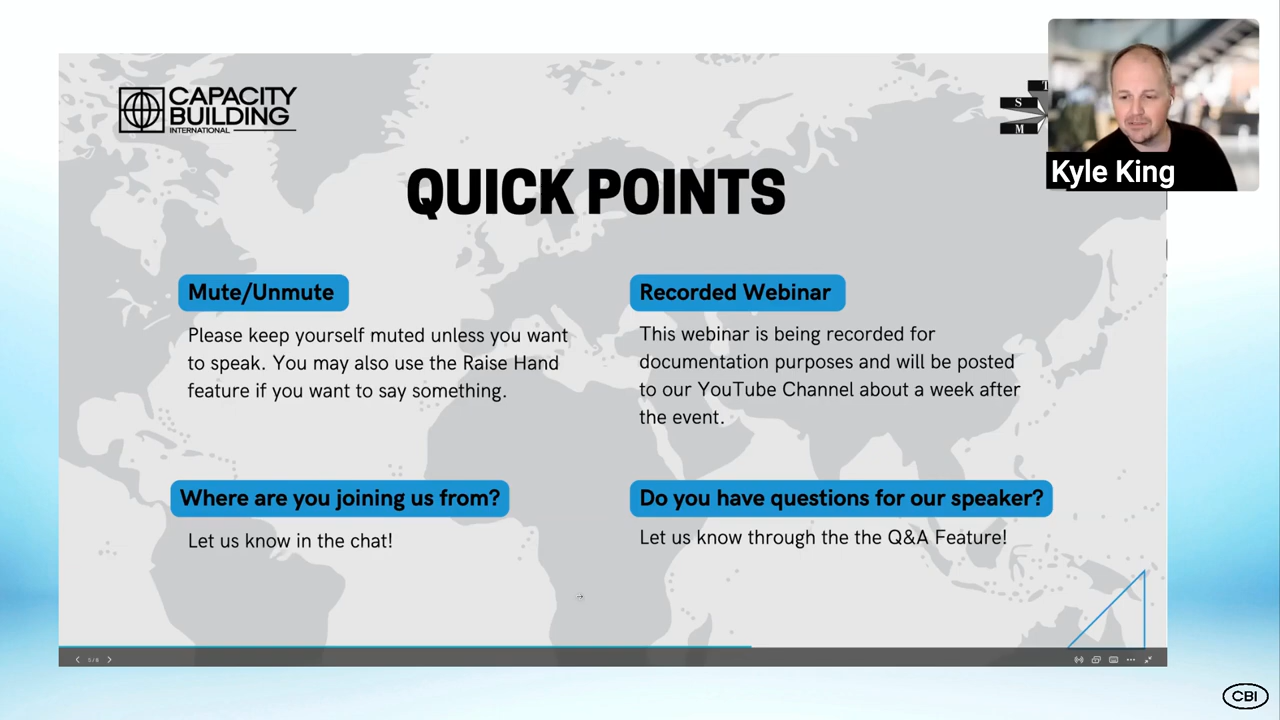 CAPACITY
BUILDING
INTERNATIONAL
T
S
M
Kyle King
QUICK POINTS
Mute/Unmute
Please keep yourself muted unless you want
to speak. You may also use the Raise Hand
feature if you want to say something.
Recorded Webinar
This webinar is being recorded for
documentation purposes and will be posted
to our YouTube Channel about a week after
the event.
Where are you joining us from?
Let us know in the chat!
Do you have questions for our speaker?
Let us know through the the Q&A Feature!
5/8
CBI